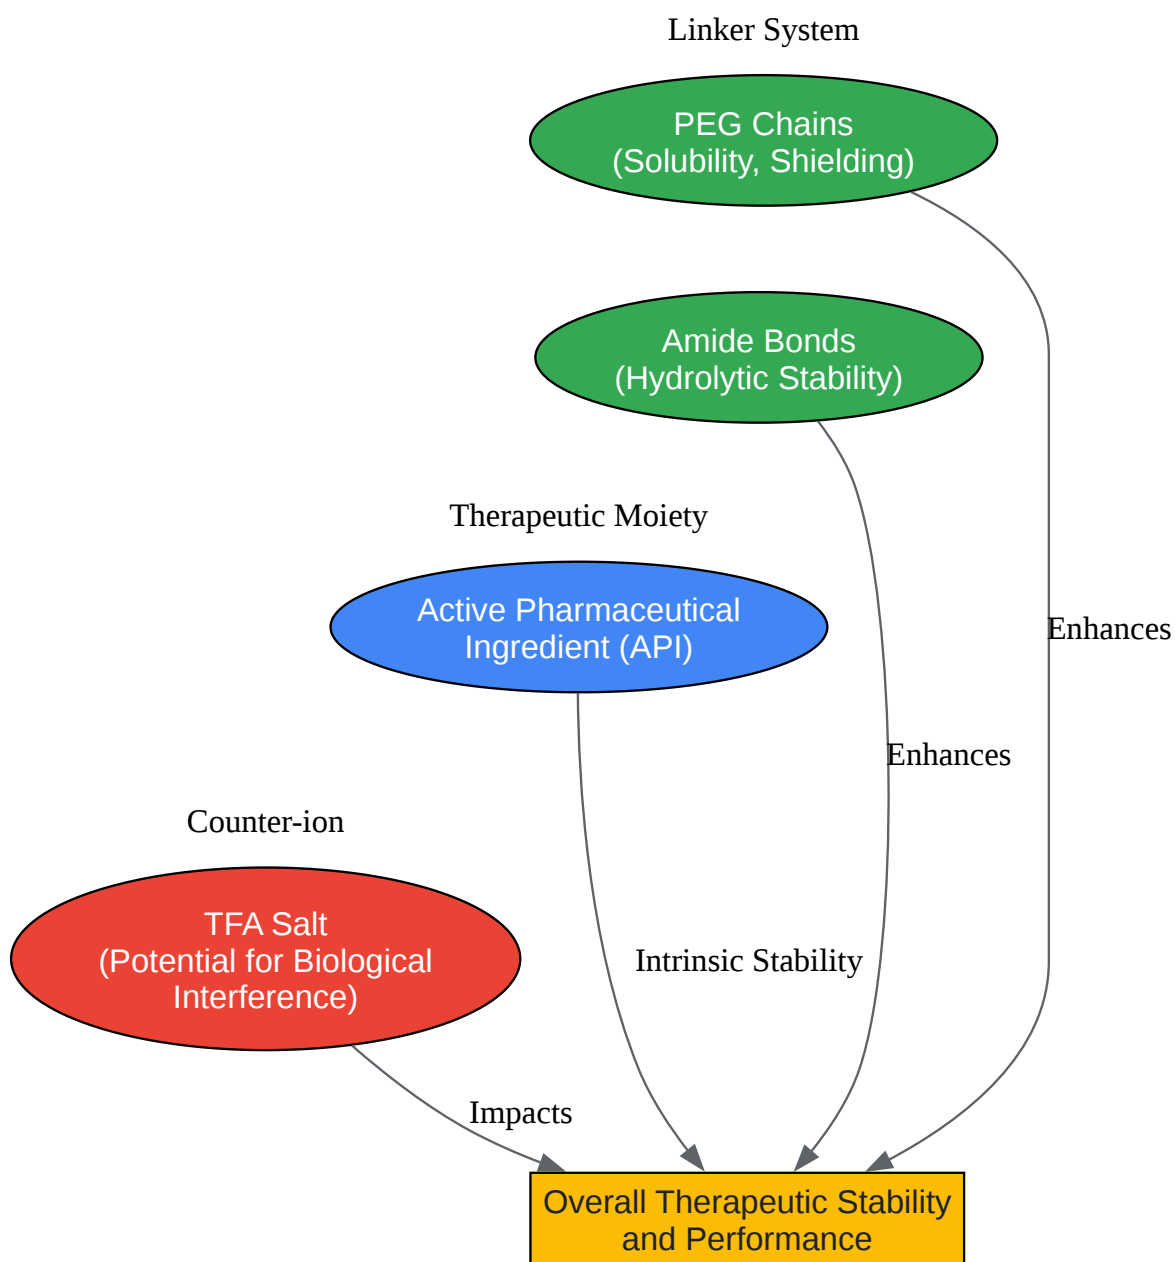 Linker System
PEG Chains
(Solubility, Shielding)
Amide Bonds
(Hydrolytic Stability)
Therapeutic Moiety
Active Pharmaceutical
Ingredient (API)
Enhances
Enhances
Counter-ion
TFA Salt
(Potential for Biological
Interference)
Intrinsic Stability
Impacts
Overall Therapeutic Stability
and Performance